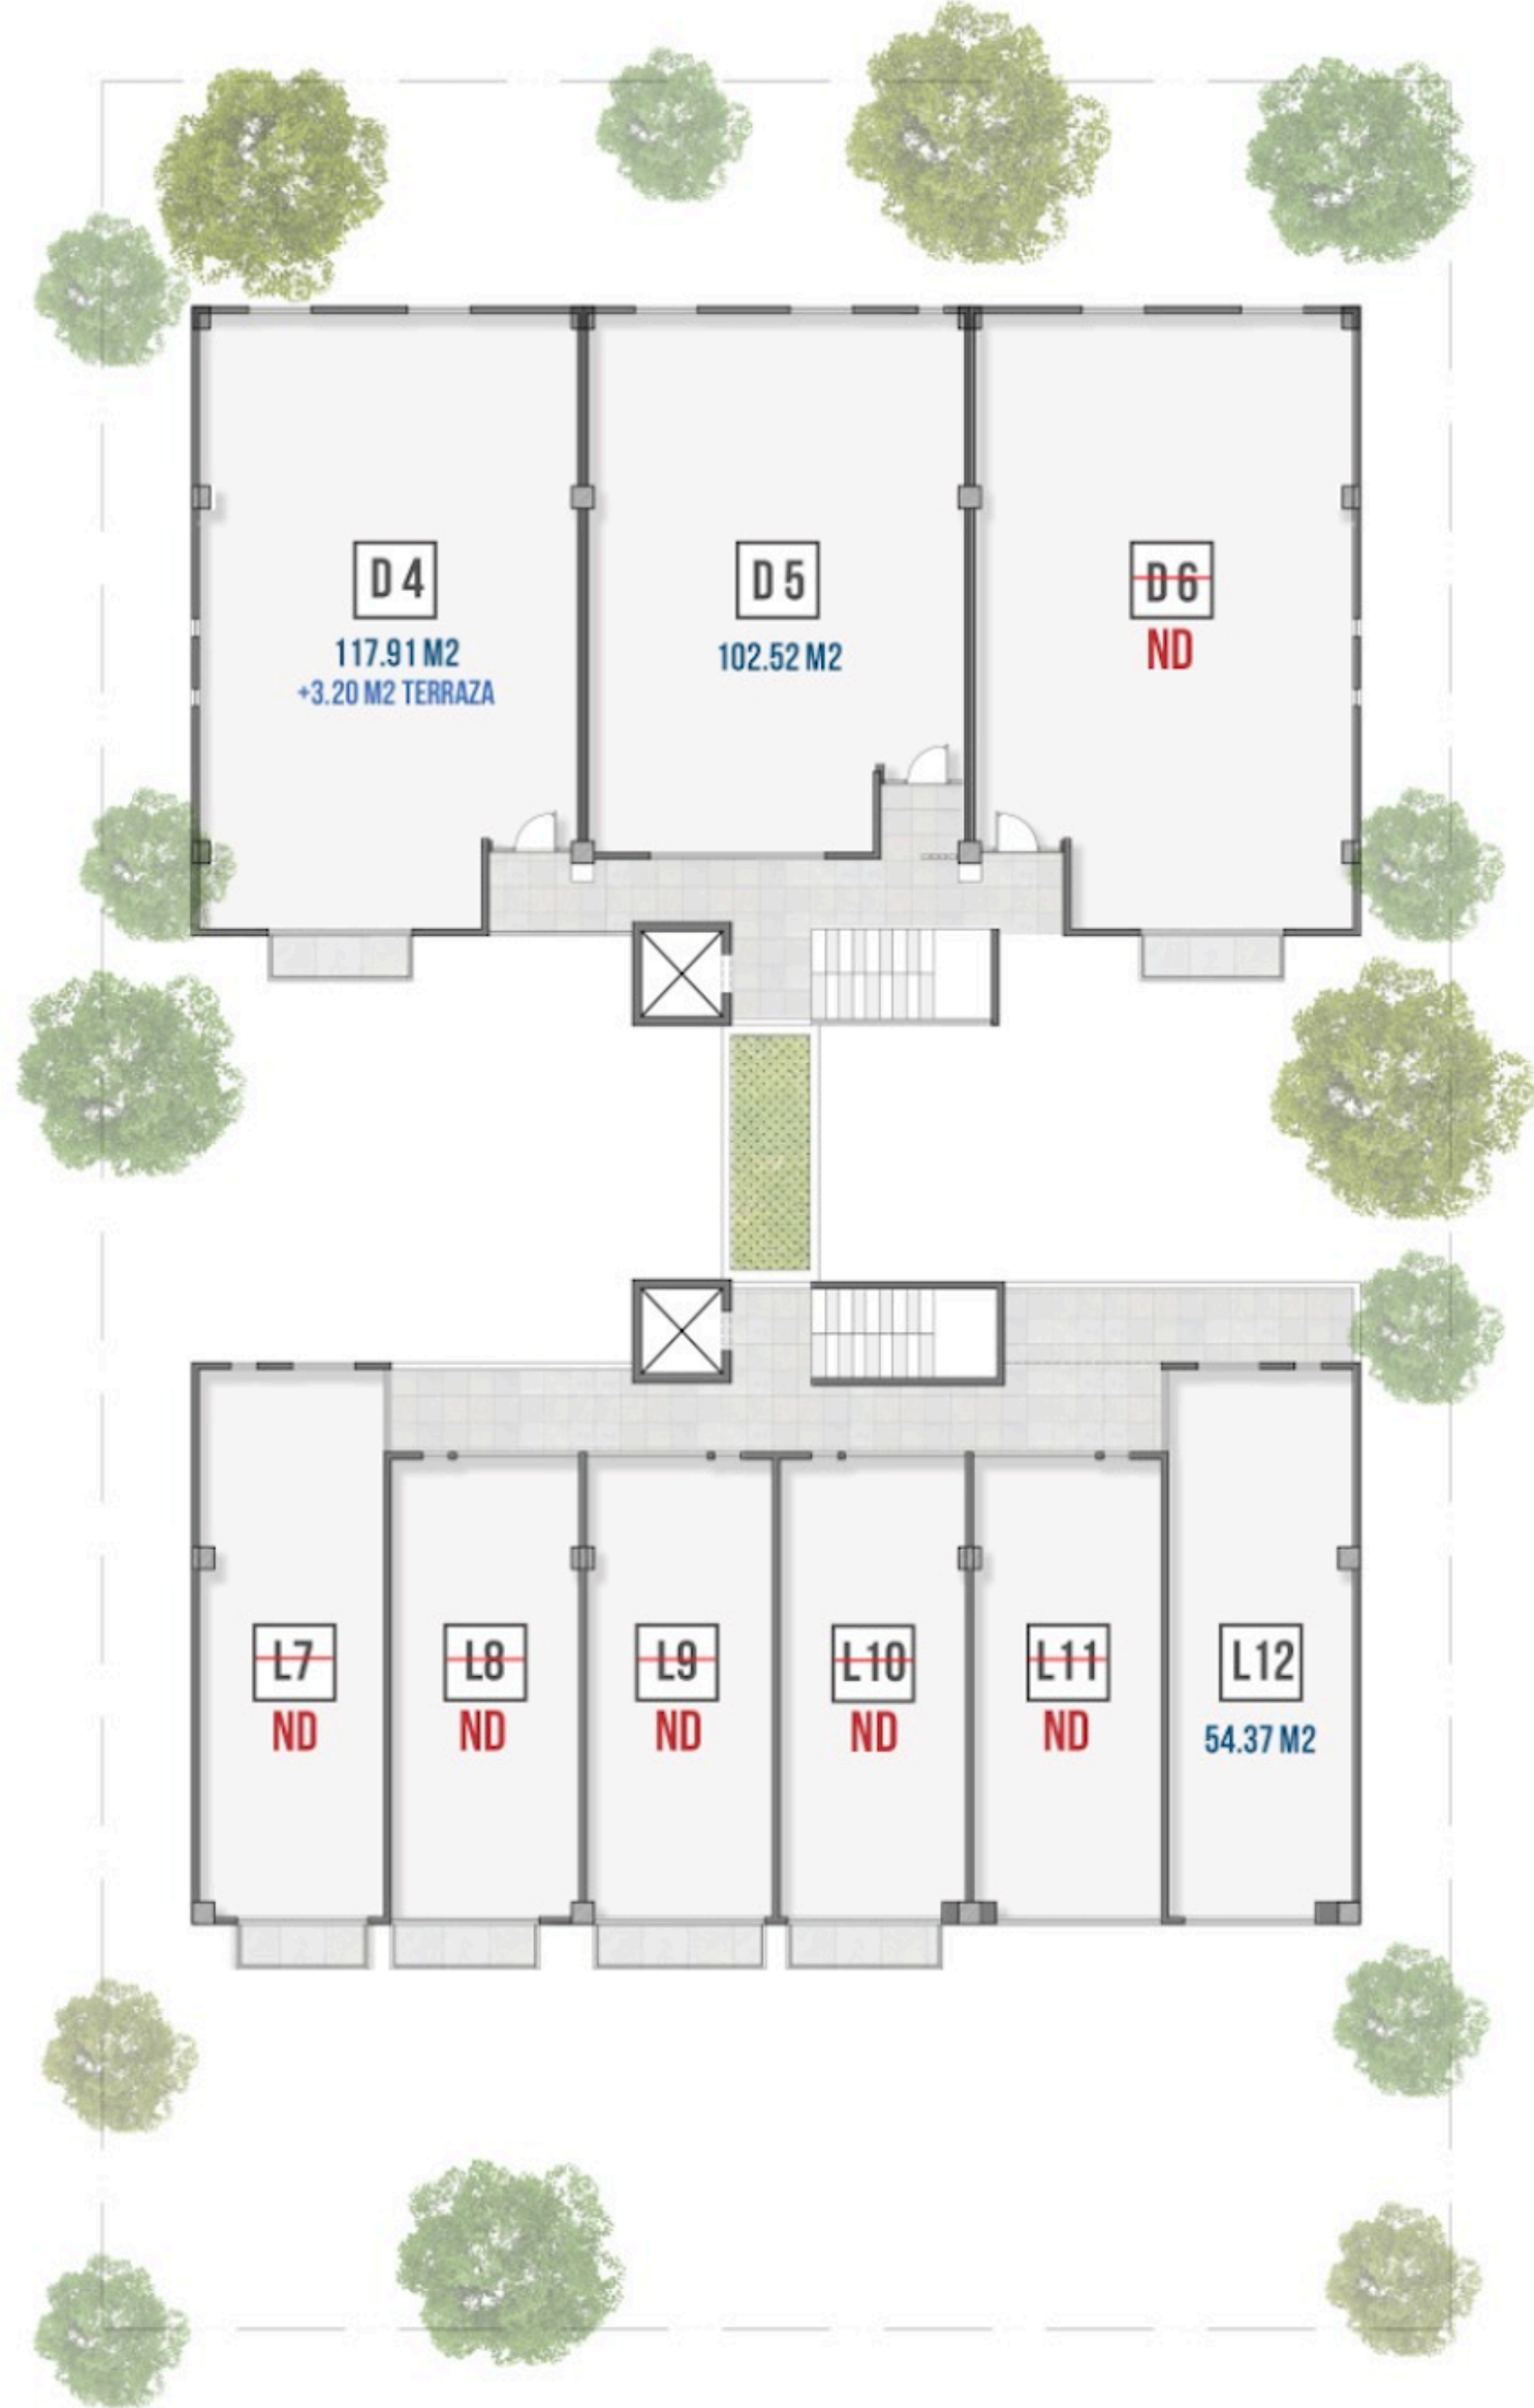 D 4
117.91 M2
+3.20 M2 TERRAZA
D 5
102.52 M2
D 6
ND
L7
ND
L8
ND
L9
ND
L10
ND
L11
ND
L12
54.37 M2